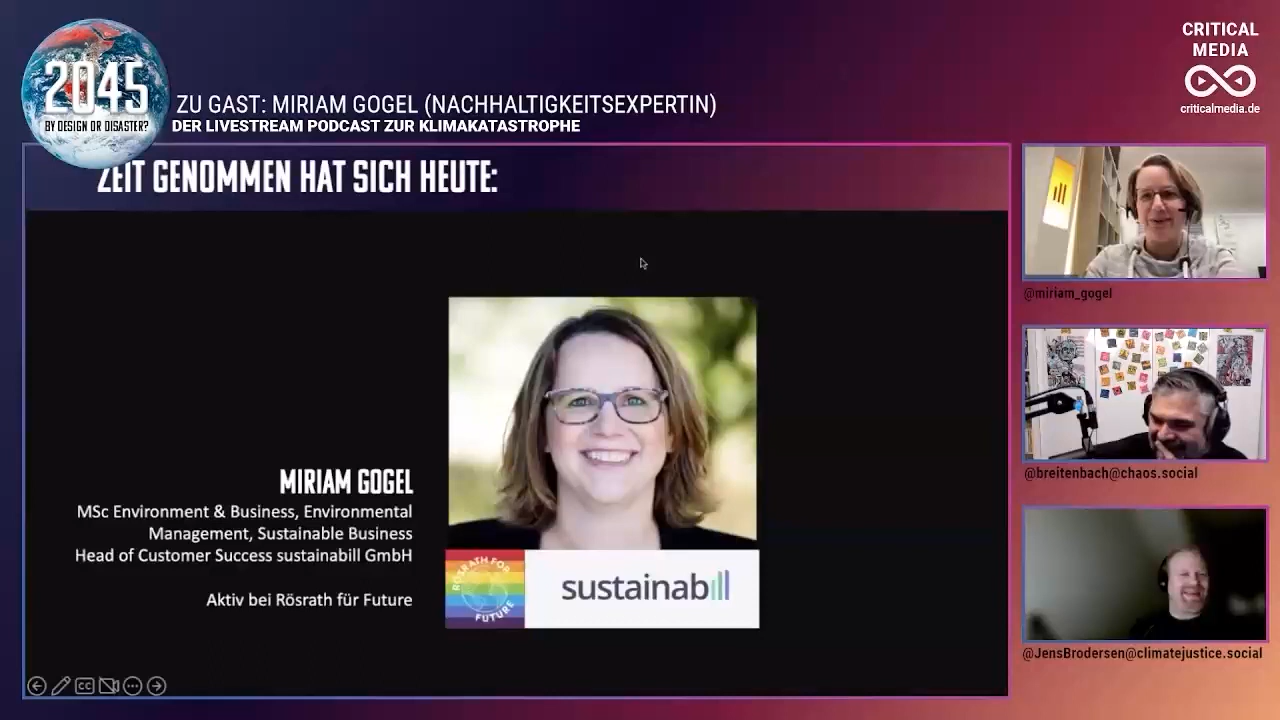 2045
BY DESIGN OR DISASTER?
ZU GAST: MIRIAM GOGEL (NACHHALTIGKEITSEXPERTIN)
DER LIVESTREAM PODCAST ZUR KLIMAKATASTROPHE
CRITICAL
MEDIA
criticalmedia.de
ZEIT GENOMMEN HAT SICH HEUTE:
MIRIAM GOGEL
MSc Environment & Business, Environmental
Management, Sustainable Business
Head of Customer Success sustainabill GmbH
Aktiv bei Rösrath für Future
RÖSRATH FOR
FUTURE
sustainabill
CC
@miriam_gogel
@breitenbach@chaos.social
@JensBrodersen@climatejustice.social